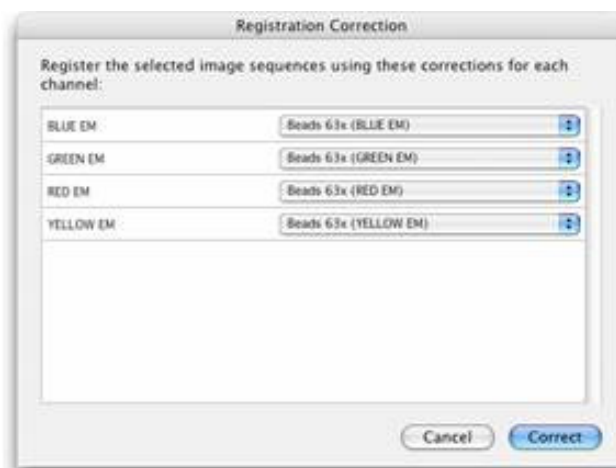 Registration Correction
Register the selected image sequences using these corrections for each
channel:
BLUE EM Beads 63x (BLUE EM)
GREEN EM Beads 63x (GREEN EM)
RED EM Beads 63x (RED EM)
YELLOW EM Beads 63x (YELLOW EM)
Cancel Correct